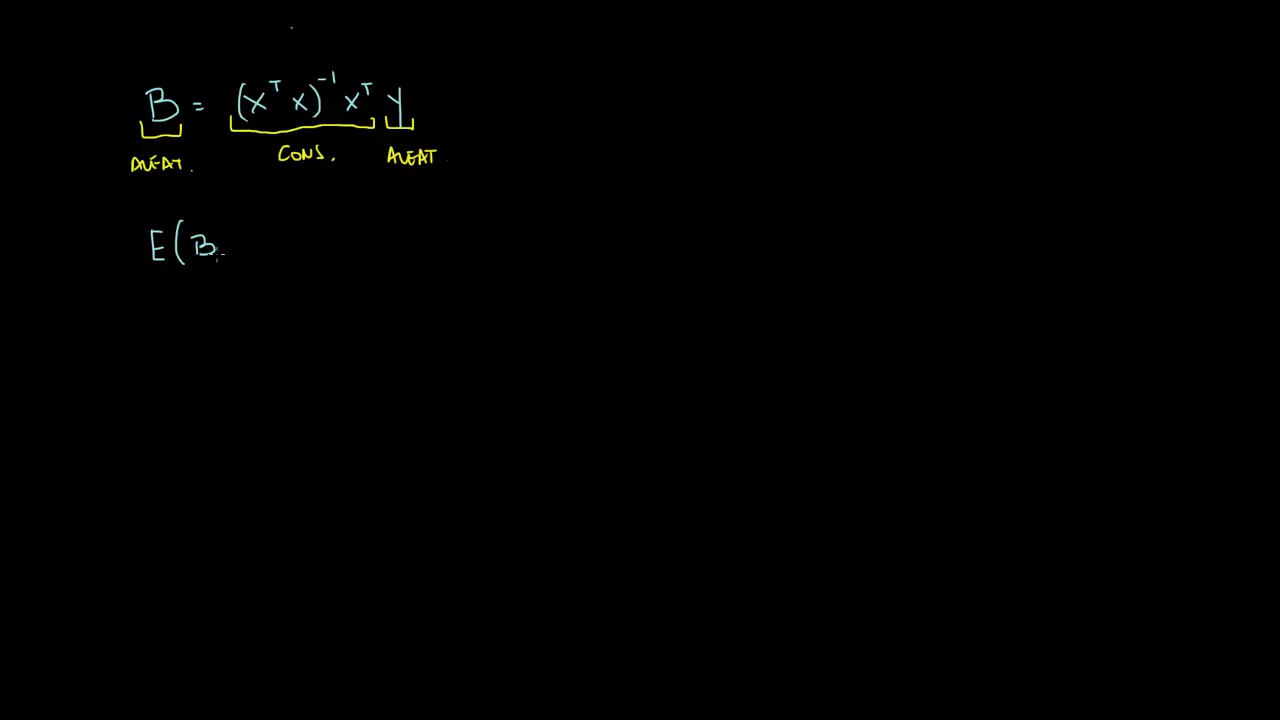 B = (x^T x)^-1 x^T y
ALEAT. CONS. ALEAT.
E(B